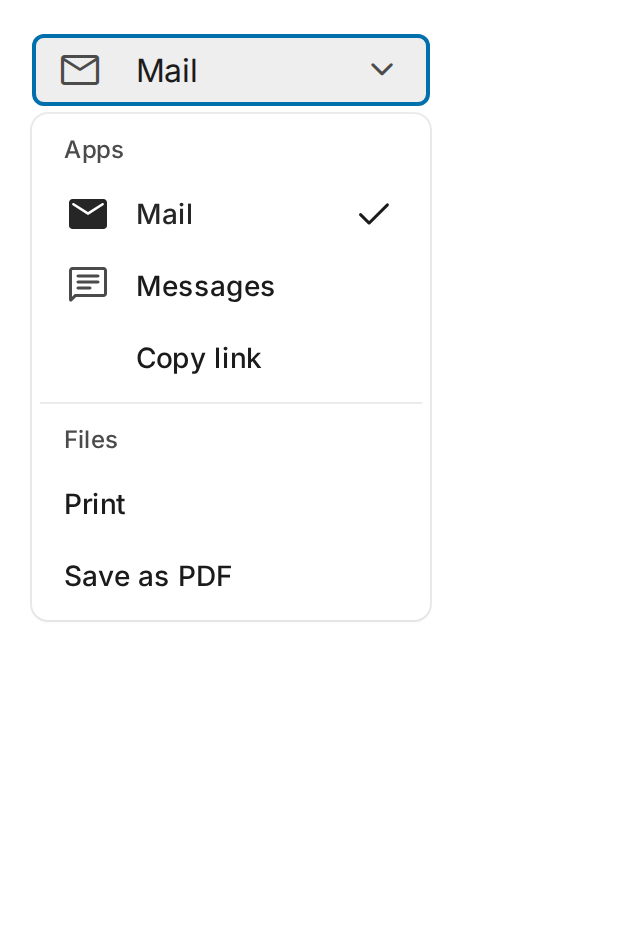 Mail
Apps
Mail
Messages
Copy link
Files
Print
Save as PDF